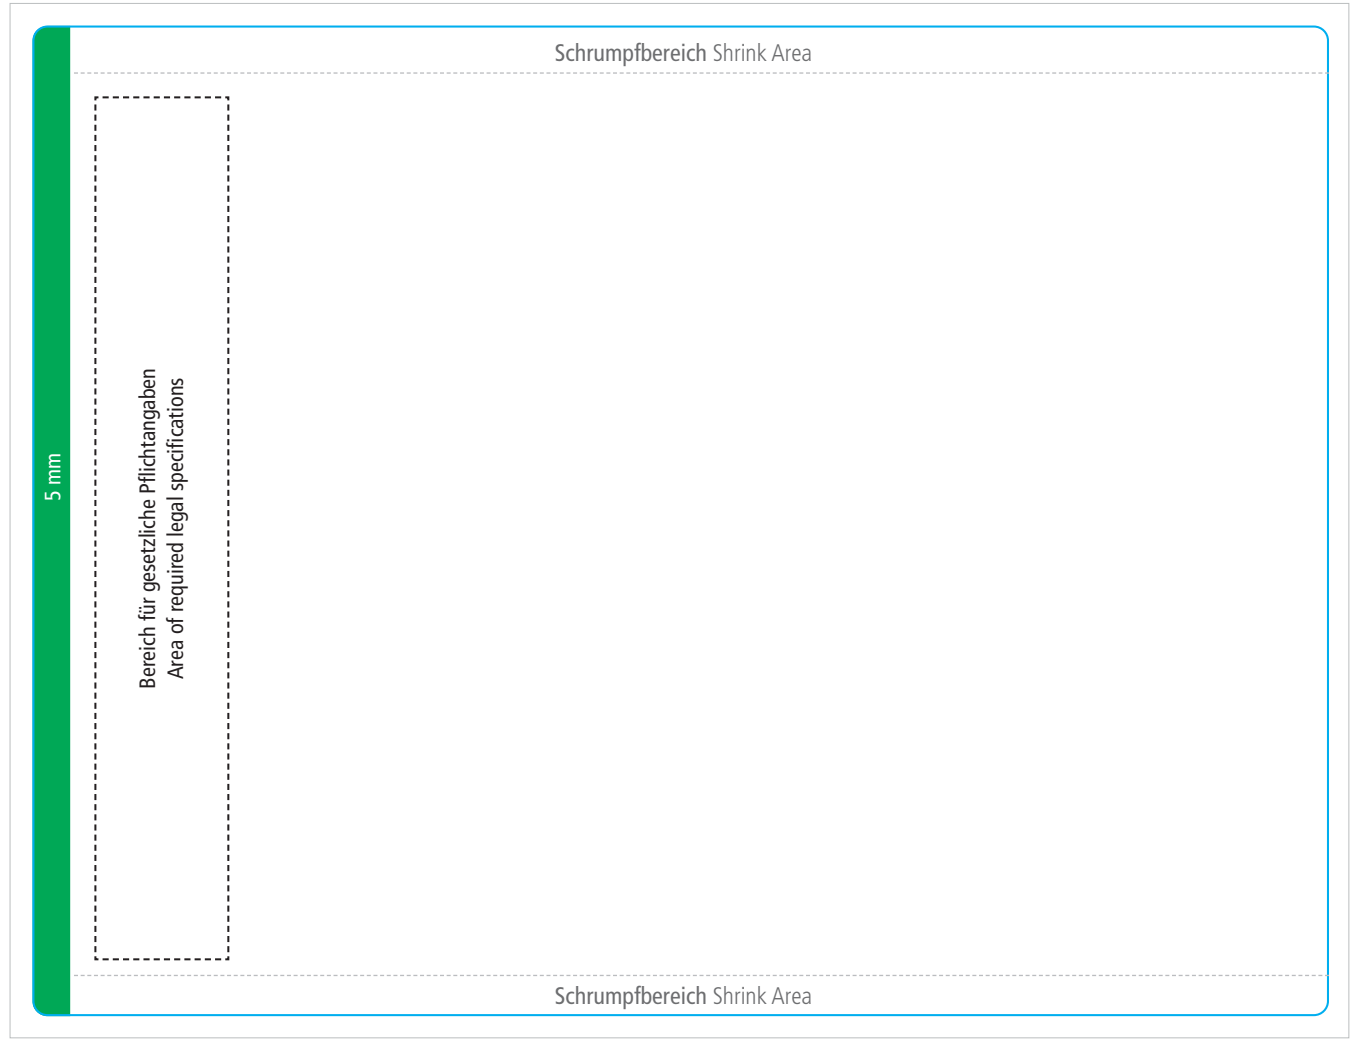 Schrumpfbereich Shrink Area
5 mm
Bereich für gesetzliche Pflichtangaben
Area of required legal specifications
Schrumpfbereich Shrink Area